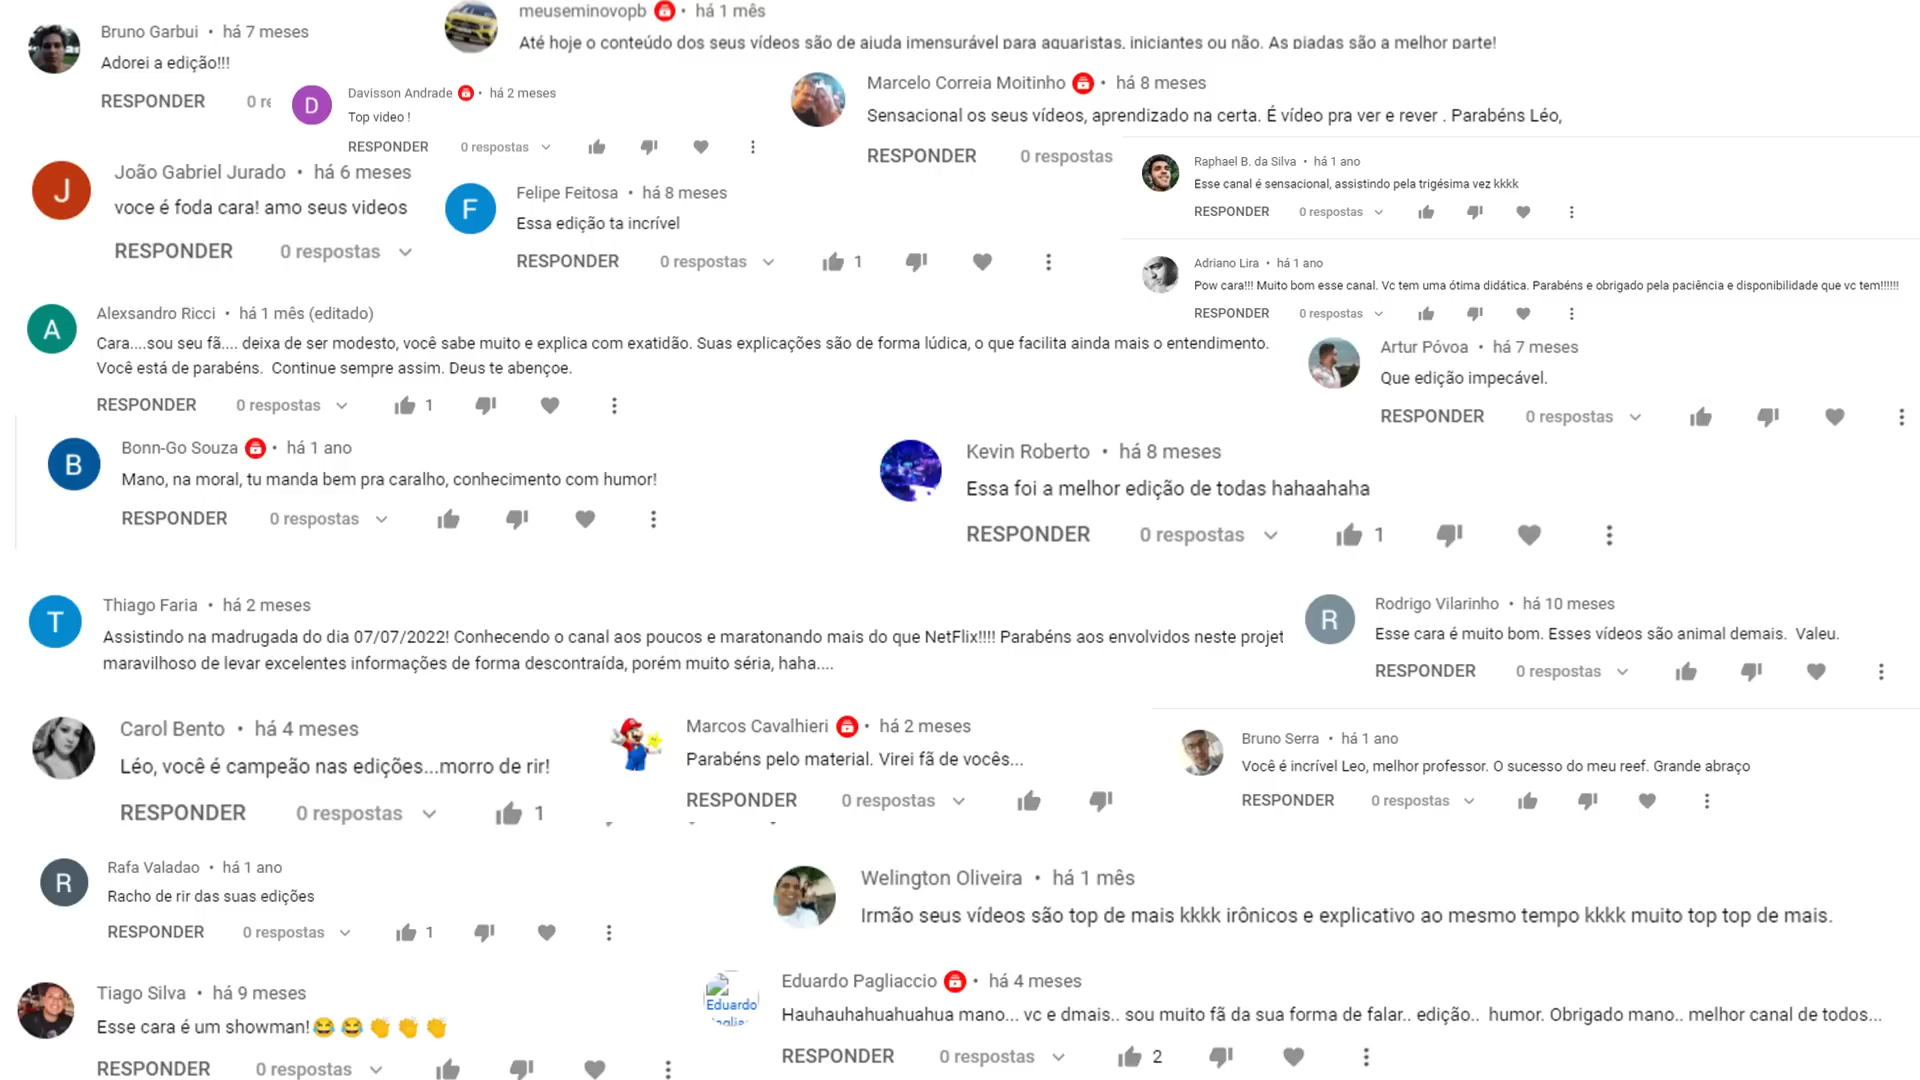 Bruno Garbui • há 7 meses
Adorei a edição!!!
RESPONDER 0 re
meuseminovopb • há 1 mês
Até hoje o conteúdo dos seus vídeos são de ajuda imensurável para aquaristas, iniciantes ou não. As piadas são a melhor parte!
D
Davisson Andrade • há 2 meses
Top video !
RESPONDER 0 respostas
Marcelo Correia Moitinho • há 8 meses
Sensacional os seus vídeos, aprendizado na certa. É vídeo pra ver e rever . Parabéns Léo,
RESPONDER 0 respostas
J
João Gabriel Jurado • há 6 meses
voce é foda cara! amo seus videos
RESPONDER 0 respostas
F
Felipe Feitosa • há 8 meses
Essa edição ta incrível
RESPONDER 0 respostas 1
Raphael B. da Silva • há 1 ano
Esse canal é sensacional, assistindo pela trigésima vez kkkk
RESPONDER 0 respostas
Adriano Lira • há 1 ano
Pow cara!!! Muito bom esse canal. Vc tem uma ótima didática. Parabéns e obrigado pela paciência e disponibilidade que vc tem!!!!!!
RESPONDER 0 respostas
A
Alexsandro Ricci • há 1 mês (editado)
Cara....sou seu fã.... deixa de ser modesto, você sabe muito e explica com exatidão. Suas explicações são de forma lúdica, o que facilita ainda mais o entendimento.
Você está de parabéns. Continue sempre assim. Deus te abençoe.
RESPONDER 0 respostas 1
Artur Póvoa • há 7 meses
Que edição impecável.
RESPONDER 0 respostas
B
Bonn-Go Souza • há 1 ano
Mano, na moral, tu manda bem pra caralho, conhecimento com humor!
RESPONDER 0 respostas
Kevin Roberto • há 8 meses
Essa foi a melhor edição de todas hahaahaha
RESPONDER 0 respostas 1
T
Thiago Faria • há 2 meses
Assistindo na madrugada do dia 07/07/2022! Conhecendo o canal aos poucos e maratonando mais do que NetFlix!!!! Parabéns aos envolvidos neste projet
maravilhoso de levar excelentes informações de forma descontraída, porém muito séria, haha....
R
Rodrigo Vilarinho • há 10 meses
Esse cara é muito bom. Esses vídeos são animal demais. Valeu.
RESPONDER 0 respostas
Carol Bento • há 4 meses
Léo, você é campeão nas edições...morro de rir!
RESPONDER 0 respostas 1
Marcos Cavalhieri • há 2 meses
Parabéns pelo material. Virei fã de vocês...
RESPONDER 0 respostas
Bruno Serra • há 1 ano
Você é incrível Leo, melhor professor. O sucesso do meu reef. Grande abraço
RESPONDER 0 respostas
R
Rafa Valadao • há 1 ano
Racho de rir das suas edições
RESPONDER 0 respostas 1
Welington Oliveira • há 1 mês
Irmão seus vídeos são top de mais kkkk irônicos e explicativo ao mesmo tempo kkkk muito top top de mais.
Tiago Silva • há 9 meses
Esse cara é um showman!😂😂👏👏👏
RESPONDER 0 respostas
Eduardo
Eduardo Pagliaccio • há 4 meses
Hauhauhahuahuahua mano... vc e dmais.. sou muito fã da sua forma de falar.. edição.. humor. Obrigado mano.. melhor canal de todos...
RESPONDER 0 respostas 2